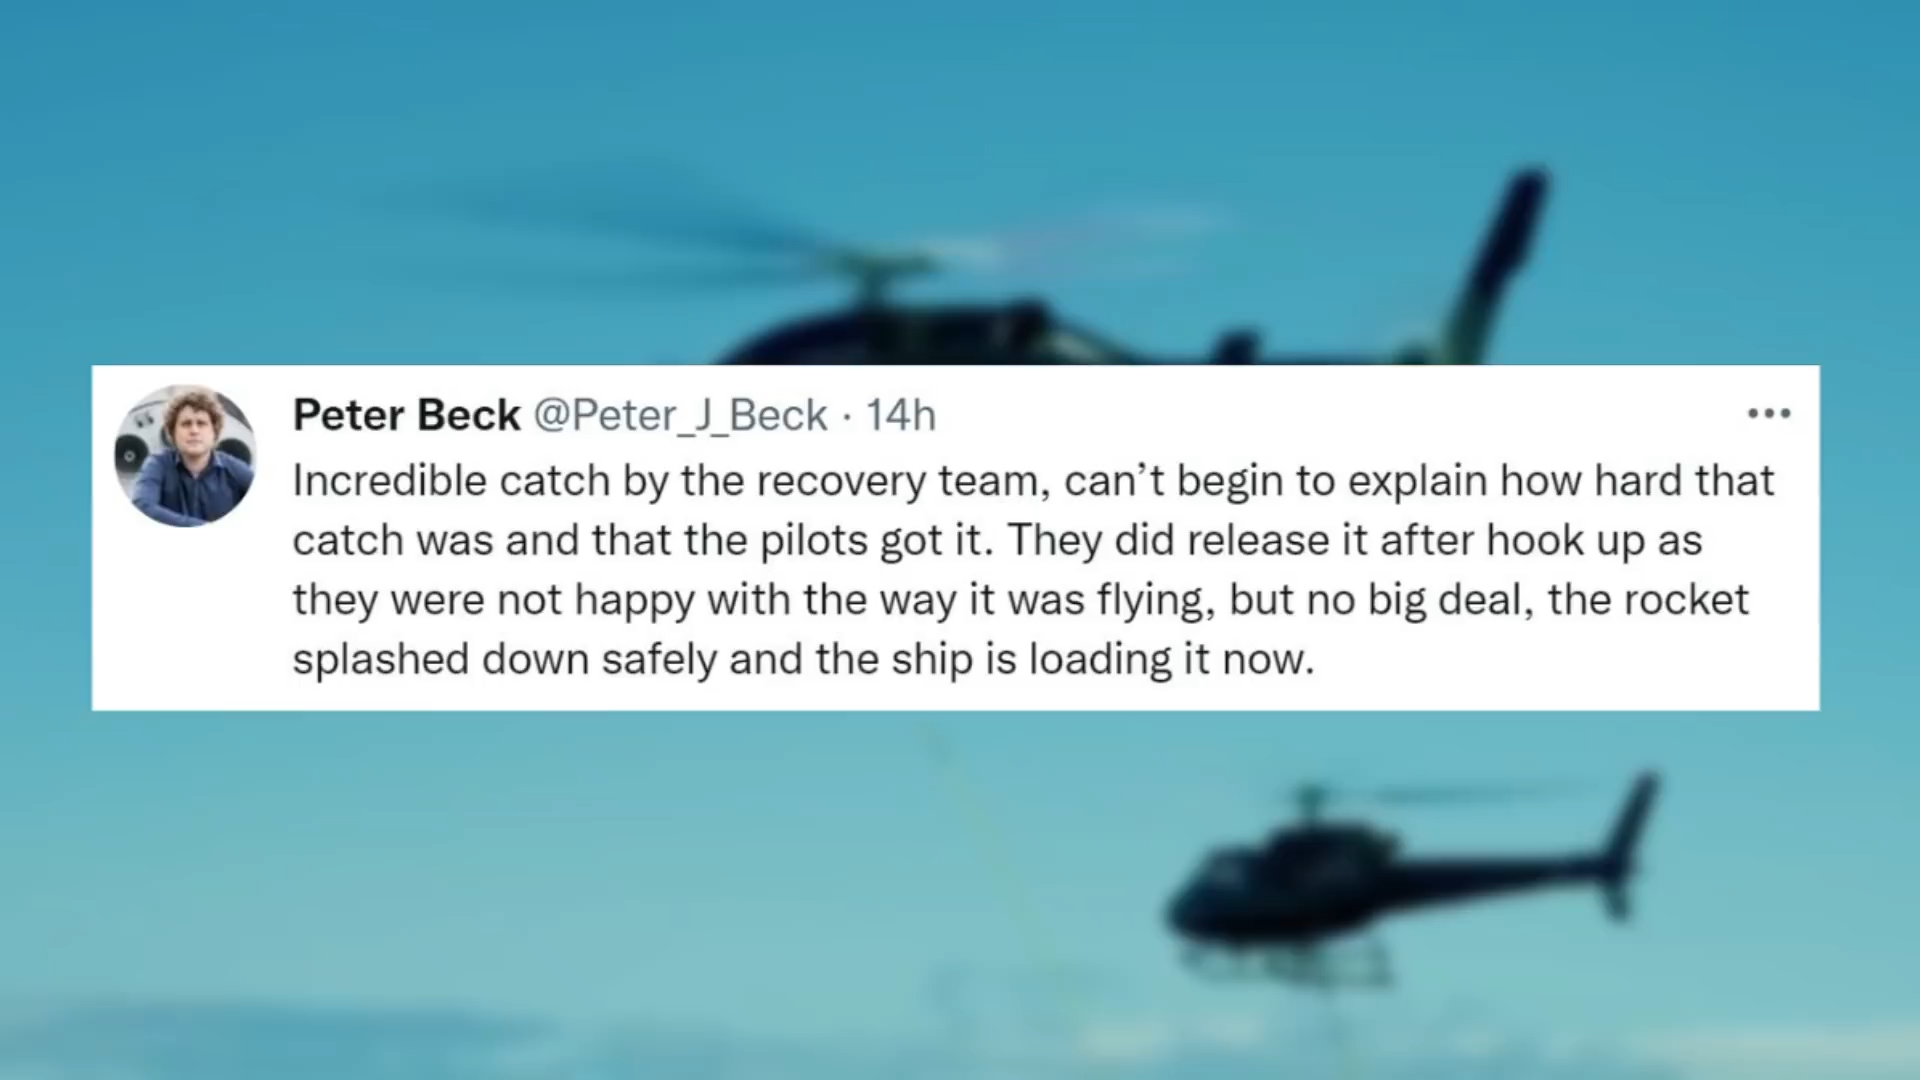 Peter Beck @Peter_J_Beck · 14h
Incredible catch by the recovery team, can’t begin to explain how hard that
catch was and that the pilots got it. They did release it after hook up as
they were not happy with the way it was flying, but no big deal, the rocket
splashed down safely and the ship is loading it now.